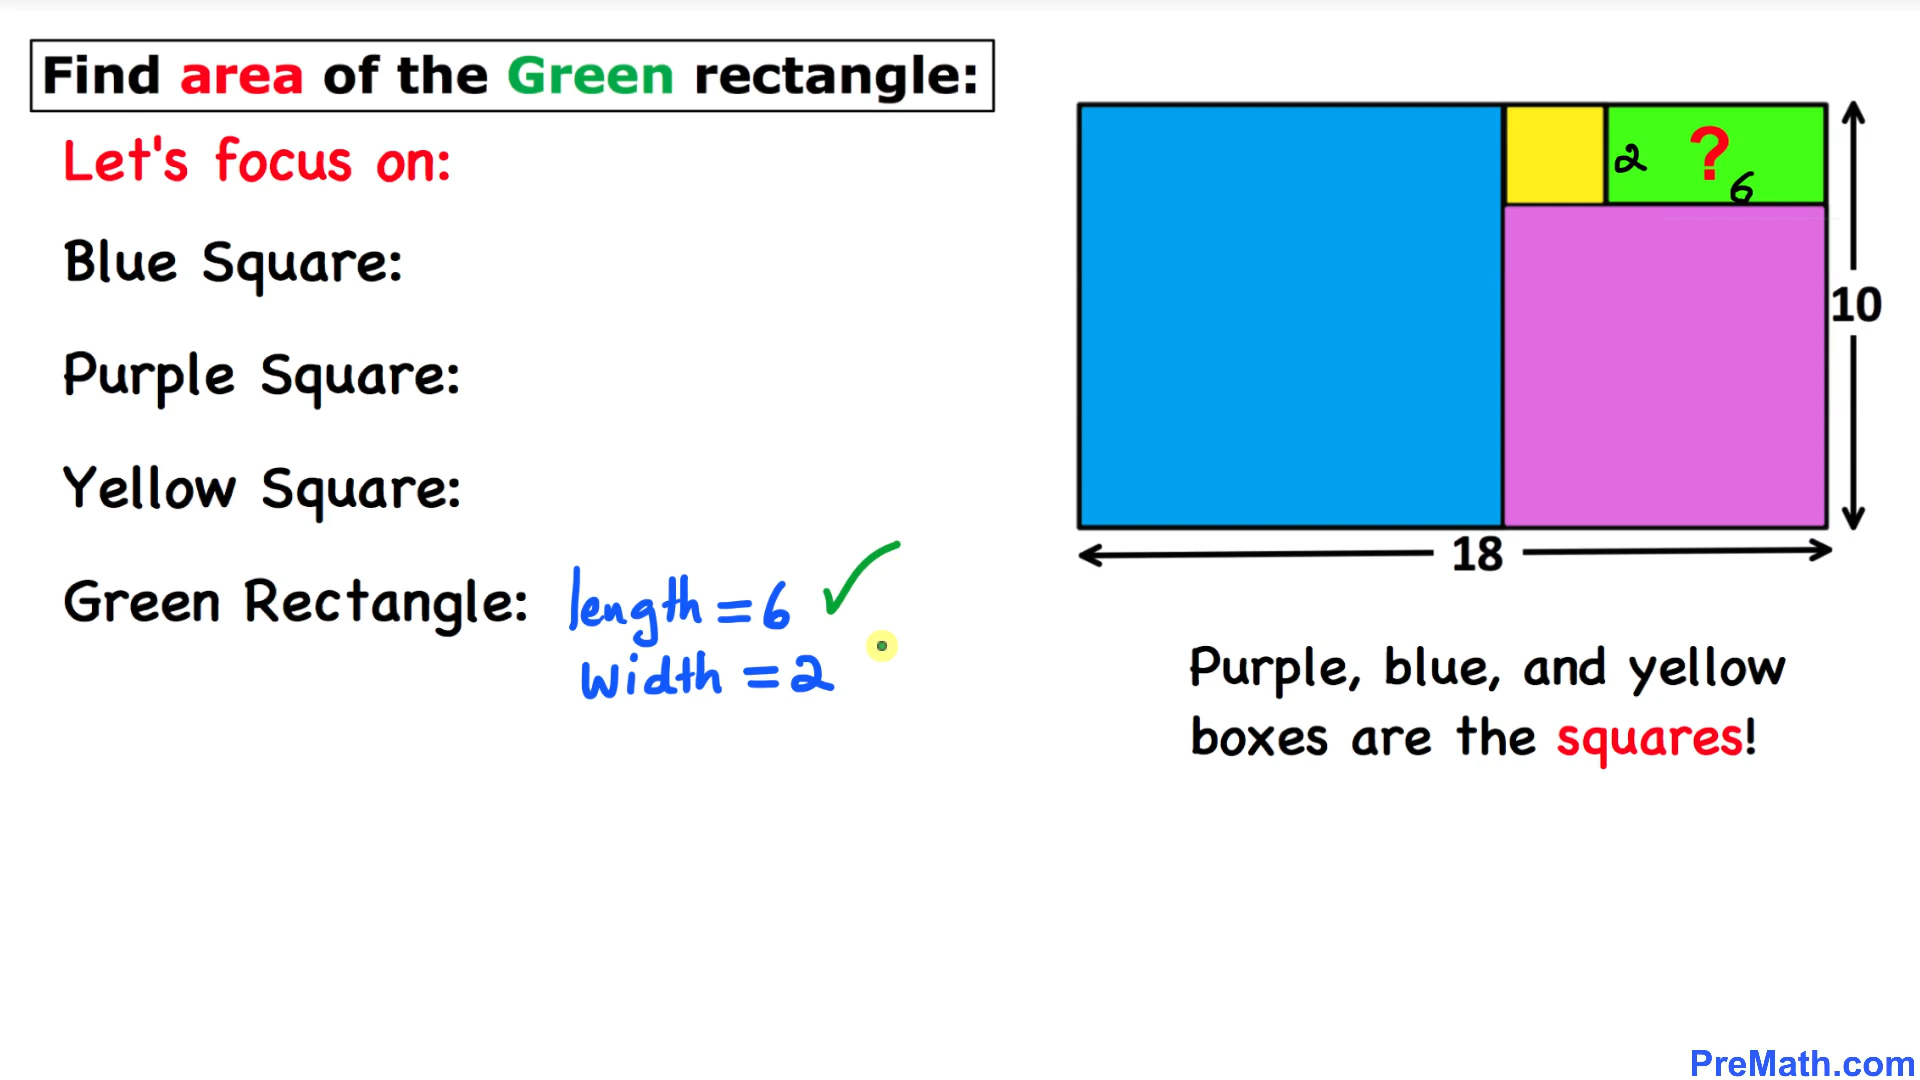 Find area of the Green rectangle:
Let's focus on:
Blue Square:
Purple Square:
Yellow Square:
Green Rectangle: length = 6
width = 2
2 ? 6
10
18
Purple, blue, and yellow
boxes are the squares!
PreMath.com